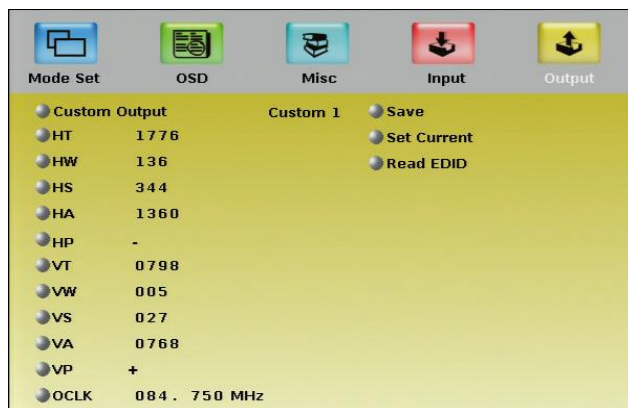 Mode Set OSD Misc Input Output
Custom Output Custom 1 Save
HT 1776 Set Current
HW 136 Read EDID
HS 344
HA 1360
HP -
VT 0798
VW 005
VS 027
VA 0768
VP +
OCLK 084. 750 MHz